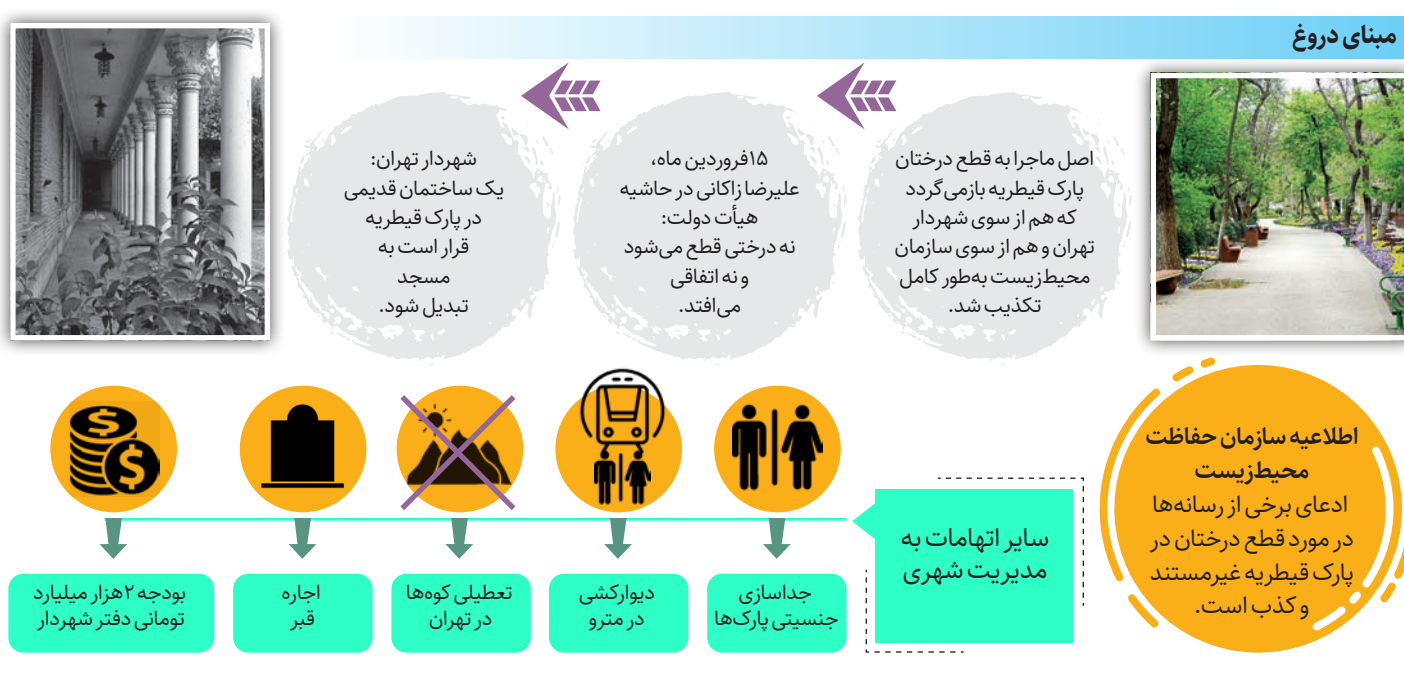 مبنای دروغ
اصل ماجرا به قطع درختان
پارک قیطریه بازمی‌گردد
که هم از سوی شهردار
تهران و هم از سوی سازمان
محیط‌زیست به‌طور کامل
تکذیب شد.
۱۵فروردین ماه،
علیرضا زاکانی در حاشیه
هیأت دولت:
نه درختی قطع می‌شود
و نه اتفاقی
می‌افتد.
شهردار تهران:
یک ساختمان قدیمی
در پارک قیطریه
قرار است به
مسجد
تبدیل شود.
اطلاعیه سازمان حفاظت
محیط‌زیست
ادعای برخی از رسانه‌ها
در مورد قطع درختان در
پارک قیطریه غیرمستند
و کذب است.
سایر اتهامات به
مدیریت شهری
جداسازی
جنسیتی پارک‌ها
دیوارکشی
در مترو
تعطیلی کوه‌ها
در تهران
اجاره
قبر
بودجه ۲هزار میلیارد
تومانی دفتر شهردار